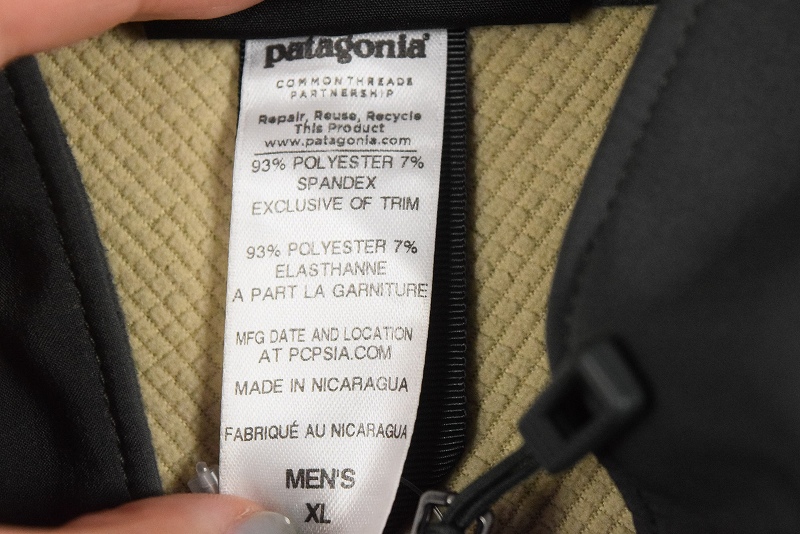 patagonia®
COMMON THREADS
PARTNERSHIP
Repair, Reuse, Recycle
This Product
www.patagonia.com
93% POLYESTER 7%
SPANDEX
EXCLUSIVE OF TRIM
93% POLYESTER 7%
ELASTHANNE
A PART LA GARNITURE
MFG DATE AND LOCATION
AT PCPSIA.COM
MADE IN NICARAGUA
FABRIQUÉ AU NICARAGUA
MEN'S
XL